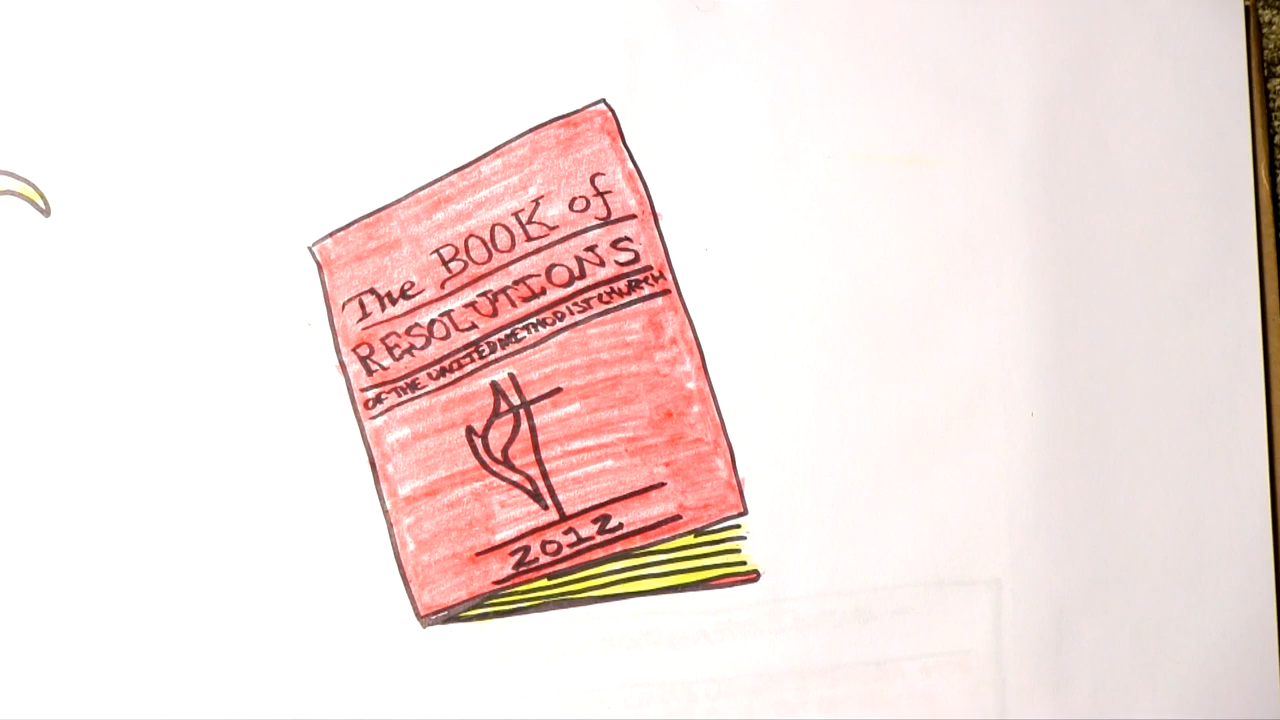 The BOOK of
RESOLUTIONS
OF THE UNITED METHODIST CHURCH
2012